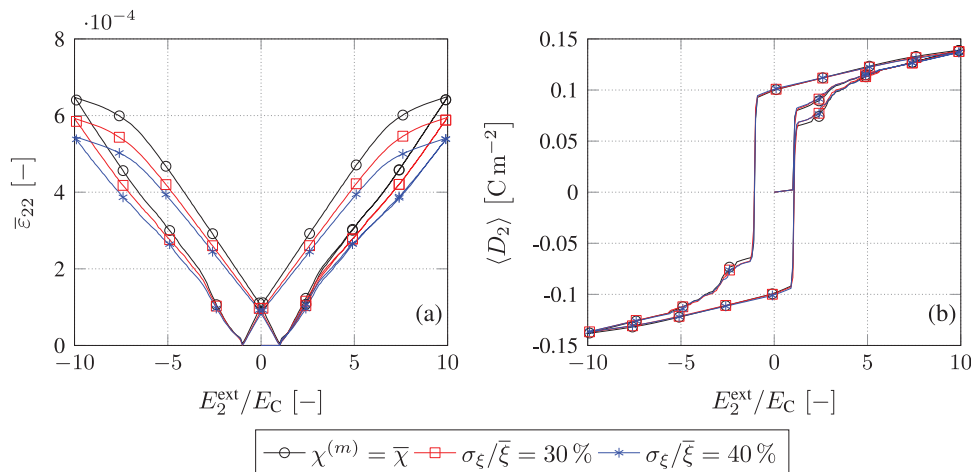 ·10⁻⁴
8
6
4
2
0
ε̅₂₂ [−]
−10 −5 0 5 10
E₂ᵉˣᵗ/E_C [−]
(a)
0.15
0.1
0.05
0
-0.05
-0.1
-0.15
⟨D₂⟩ [C m⁻²]
−10 −5 0 5 10
E₂ᵉˣᵗ/E_C [−]
(b)
χ⁽ᵐ⁾ = χ̅ σ_ξ/ξ̅ = 30 % σ_ξ/ξ̅ = 40 %